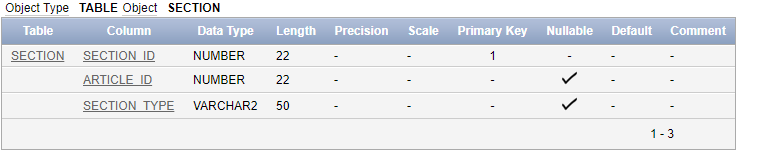 Object Type TABLE Object SECTION
Table Column Data Type Length Precision Scale Primary Key Nullable Default Comment
SECTION SECTION_ID NUMBER 22 - - 1 - - -
ARTICLE_ID NUMBER 22 - - - ✓ - -
SECTION_TYPE VARCHAR2 50 - - - ✓ - -
1 - 3